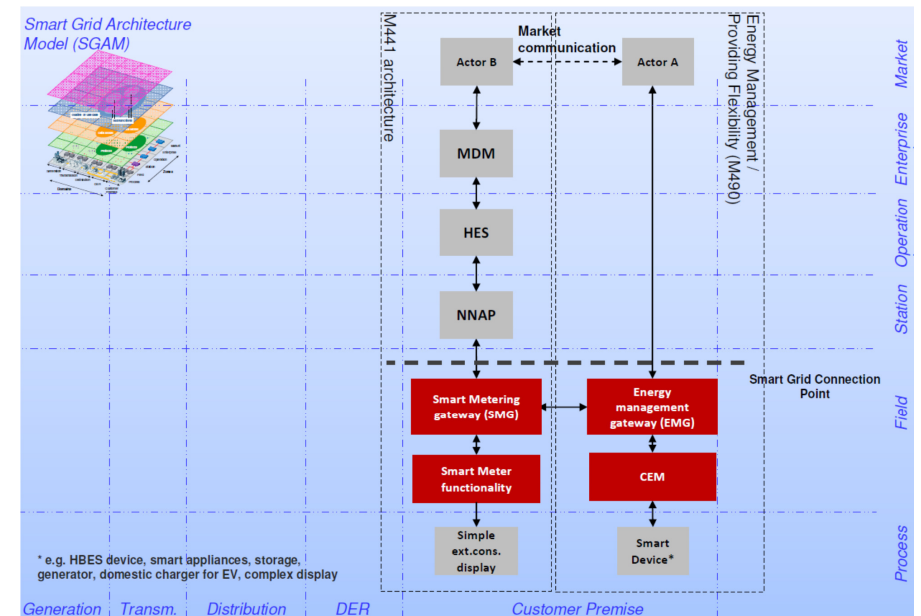 Smart Grid Architecture
Model (SGAM)
M441 architecture
Market
communication
Energy Management /
Providing Flexibility (M490)
Actor B
Actor A
MDM
HES
NNAP
Smart Grid Connection
Point
Smart Metering
gateway (SMG)
Energy
management
gateway (EMG)
Smart Meter
functionality
CEM
Simple
ext.cons.
display
Smart
Device*
* e.g. HBES device, smart appliances, storage,
generator, domestic charger for EV, complex display
Market
Enterprise
Operation
Station
Field
Process
Generation
Transm.
Distribution
DER
Customer Premise